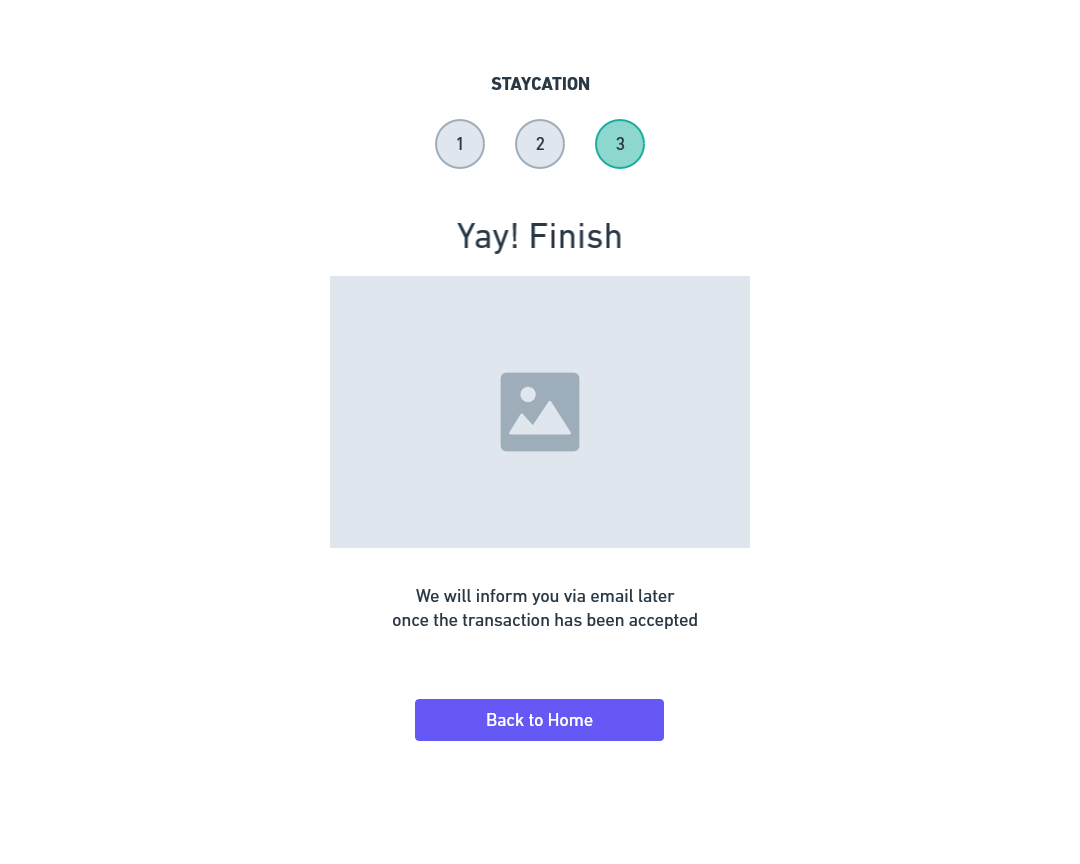 STAYCATION
1 2 3
Yay! Finish
We will inform you via email later
once the transaction has been accepted
Back to Home